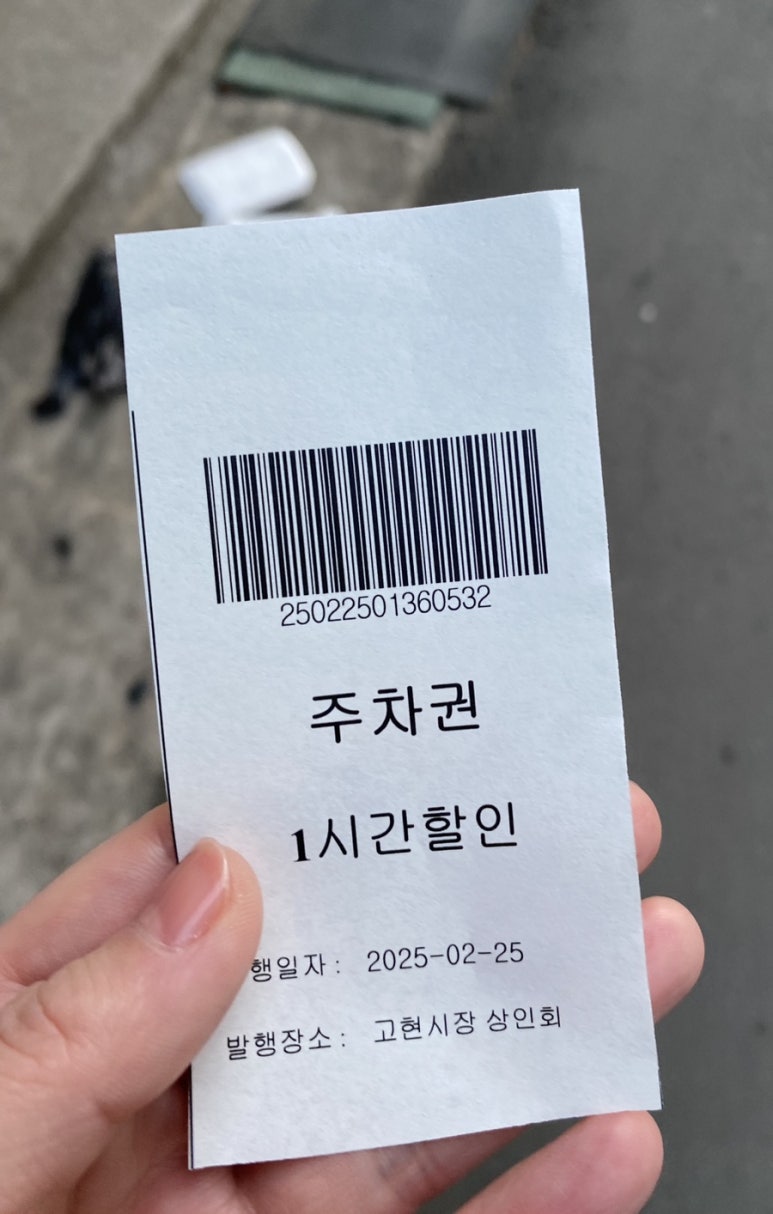 25022501360532
주차권
1시간할인
행일자 : 2025-02-25
발행장소 : 고현시장 상인회